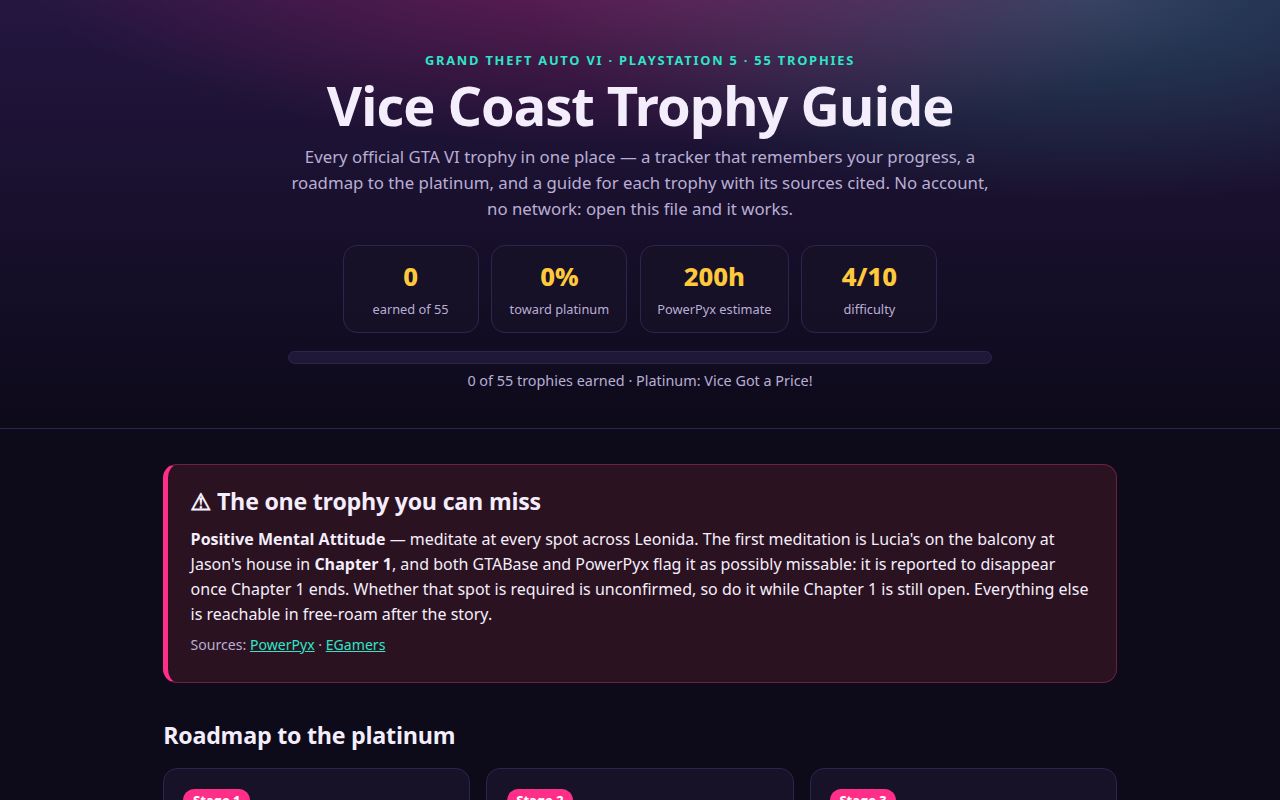 GRAND THEFT AUTO VI · PLAYSTATION 5 · 55 TROPHIES
Vice Coast Trophy Guide
Every official GTA VI trophy in one place — a tracker that remembers your progress, a
roadmap to the platinum, and a guide for each trophy with its sources cited. No account,
no network: open this file and it works.
0
earned of 55
0%
toward platinum
200h
PowerPyx estimate
4/10
difficulty
0 of 55 trophies earned · Platinum: Vice Got a Price!
⚠ The one trophy you can miss
Positive Mental Attitude — meditate at every spot across Leonida. The first meditation is Lucia's on the balcony at
Jason's house in Chapter 1, and both GTABase and PowerPyx flag it as possibly missable: it is reported to disappear
once Chapter 1 ends. Whether that spot is required is unconfirmed, so do it while Chapter 1 is still open. Everything else
is reachable in free-roam after the story.
Sources: PowerPyx · EGamers
Roadmap to the platinum
Stage 1
Stage 2
Stage 3